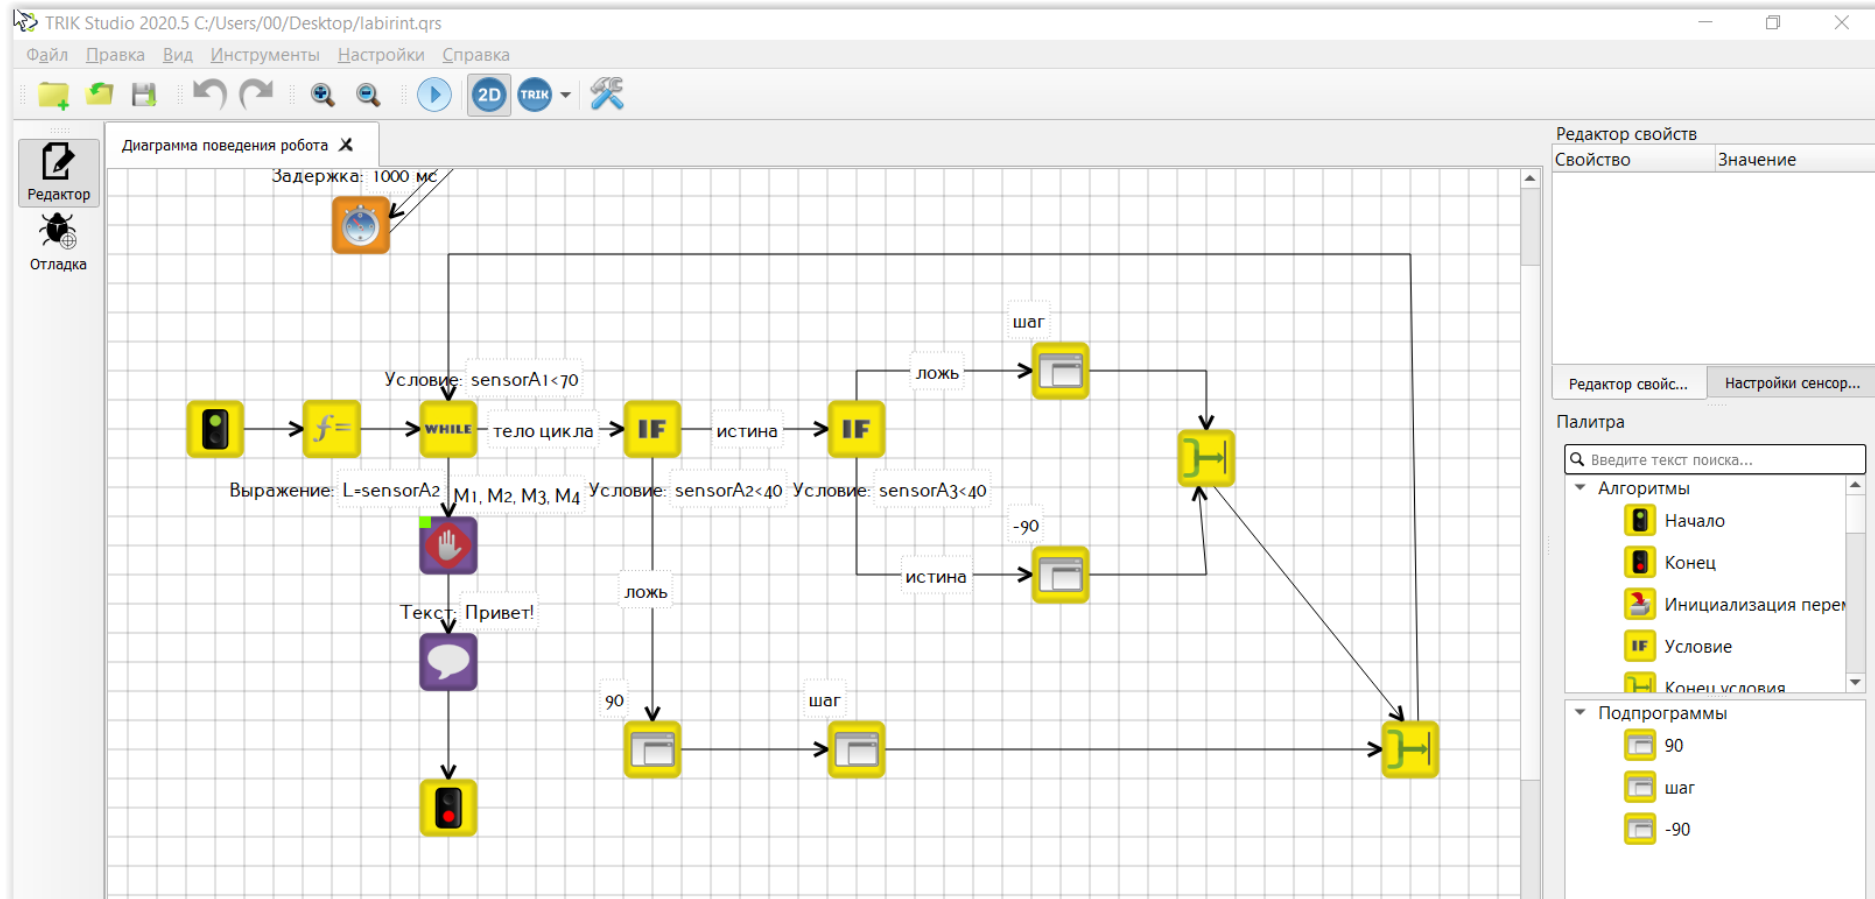 TRIK Studio 2020.5 C:/Users/00/Desktop/labirint.qrs
Файл Правка Вид Инструменты Настройки Справка
2D TRIK
Редактор
Отладка
Диаграмма поведения робота
Задержка: 1000 мс
шаг
ложь
Условие: sensorA1<70
f=
WHILE
тело цикла
IF
истина
IF
Выражение: L=sensorA2
M1, M2, M3, M4
Условие: sensorA2<40
Условие: sensorA3<40
-90
истина
ложь
Текст: Привет!
90
шаг
Редактор свойств
Свойство Значение
Редактор свойс... Настройки сенсор...
Палитра
Введите текст поиска...
Алгоритмы
Начало
Конец
Инициализация перем
IF Условие
Конец условия
Подпрограммы
90
шаг
-90